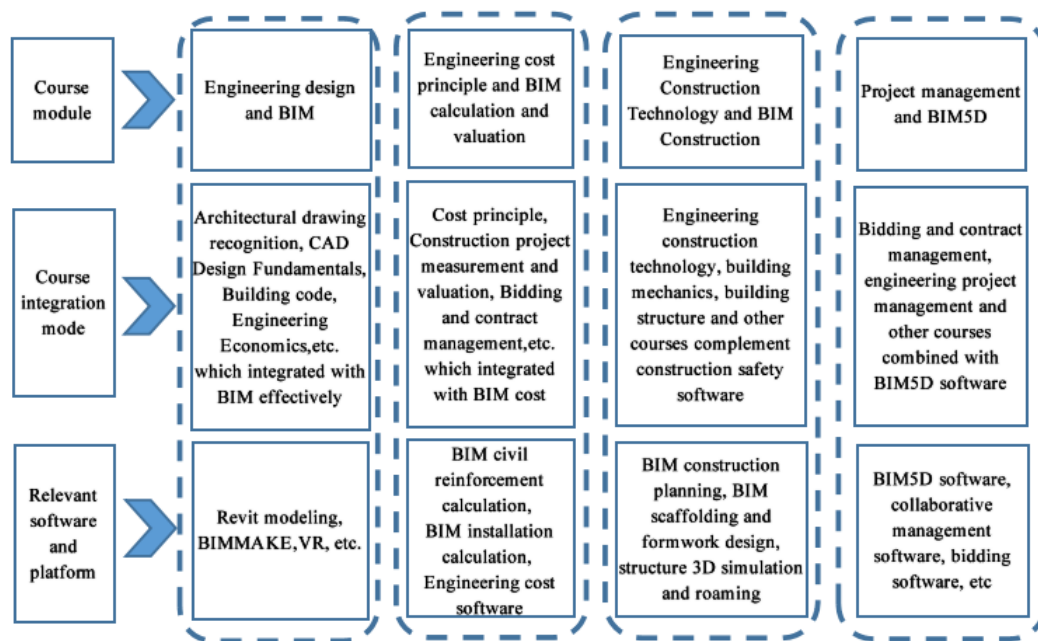 Course
module
Engineering design
and BIM
Engineering cost
principle and BIM
calculation and
valuation
Engineering
Construction
Technology and BIM
Construction
Project management
and BIM5D
Course
integration
mode
Architectural drawing
recognition, CAD
Design Fundamentals,
Building code,
Engineering
Economics,etc.
which integrated with
BIM effectively
Cost principle,
Construction project
measurement and
valuation, Bidding
and contract
management,etc.
which integrated
with BIM cost
Engineering
construction
technology, building
mechanics, building
structure and other
courses complement
construction safety
software
Bidding and contract
management,
engineering project
management and
other courses
combined with
BIM5D software
Relevant
software
and
platform
Revit modeling,
BIMMAKE,VR, etc.
BIM civil
reinforcement
calculation,
BIM installation
calculation,
Engineering cost
software
BIM construction
planning, BIM
scaffolding and
formwork design,
structure 3D simulation
and roaming
BIM5D software,
collaborative
management
software, bidding
software, etc